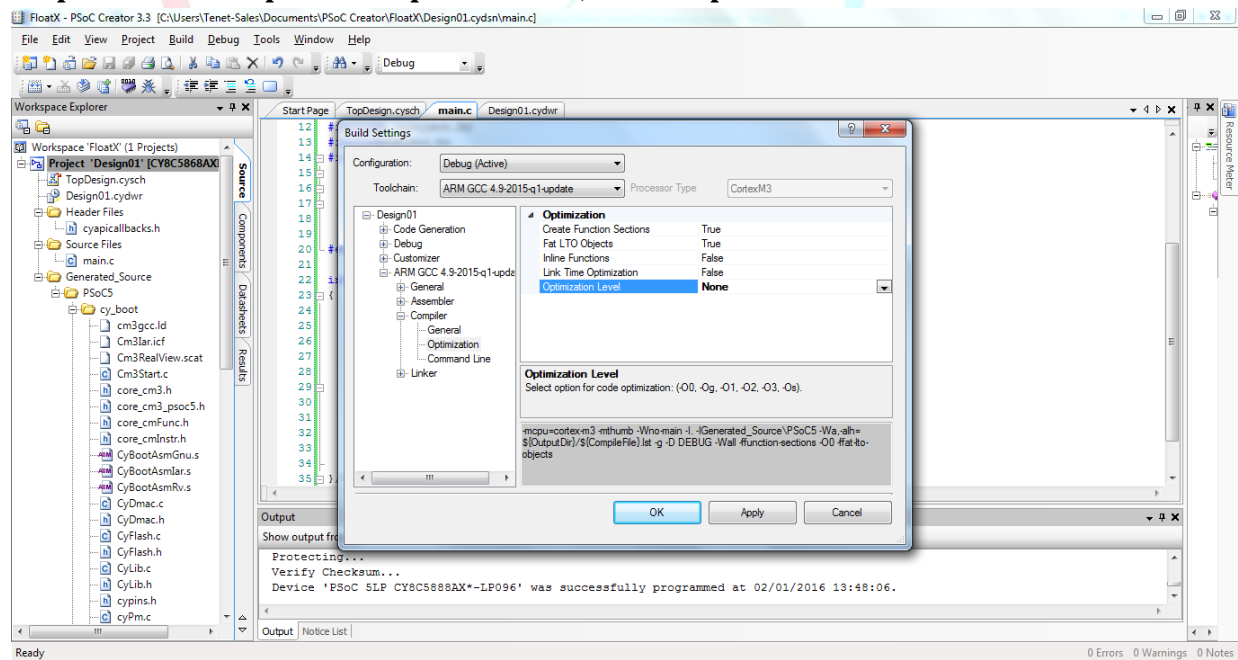 FloatX - PSoC Creator 3.3 [C:\Users\Tenet-Sales\Documents\PSoC Creator\FloatX\Design01.cydsn\main.c]
File Edit View Project Build Debug Tools Window Help
Debug
Workspace Explorer
Workspace 'FloatX' (1 Projects)
Project 'Design01' [CY8C5868AXI
TopDesign.cysch
Design01.cydwr
Header Files
cyapicallbacks.h
Source Files
main.c
Generated_Source
PSoC5
cy_boot
cm3gcc.ld
Cm3Iar.icf
Cm3RealView.scat
Cm3Start.c
core_cm3.h
core_cm3_psoc5.h
core_cmFunc.h
core_cmInstr.h
CyBootAsmGnu.s
CyBootAsmIar.s
CyBootAsmRv.s
CyDmac.c
CyDmac.h
CyFlash.c
CyFlash.h
CyLib.c
CyLib.h
cypins.h
cyPm.c
Source
Components
Datasheets
Results
Start Page TopDesign.cysch main.c Design01.cydwr
12 #
13 #
14 #
15
16
17
18
19
20 #
21
22
23 {
24
25
26
27
28
29
30
31
32
33
34
35 }
Build Settings
Configuration: Debug (Active)
Toolchain: ARM GCC 4.9-2015-q1-update Processor Type CortexM3
Design01
Code Generation
Debug
Customizer
ARM GCC 4.9-2015-q1-upda
General
Assembler
Compiler
General
Optimization
Command Line
Linker
Optimization
Create Function Sections True
Fat LTO Objects True
Inline Functions False
Link Time Optimization False
Optimization Level None
Optimization Level
Select option for code optimization: (-O0, -Og, -O1, -O2, -O3, -Os).
-mcpu=cortex-m3 -mthumb -Wno-main -I. -IGenerated_Source\PSoC5 -Wa,-alh=
${OutputDir}/${CompileFile}.lst -g -D DEBUG -Wall -ffunction-sections -O0 -ffat-lto-
objects
OK Apply Cancel
Output
Show output fr
Protecting...
Verify Checksum...
Device 'PSoC 5LP CY8C5888AX*-LP096' was successfully programmed at 02/01/2016 13:48:06.
Output Notice List
Resource Meter
Ready
0 Errors 0 Warnings 0 Notes